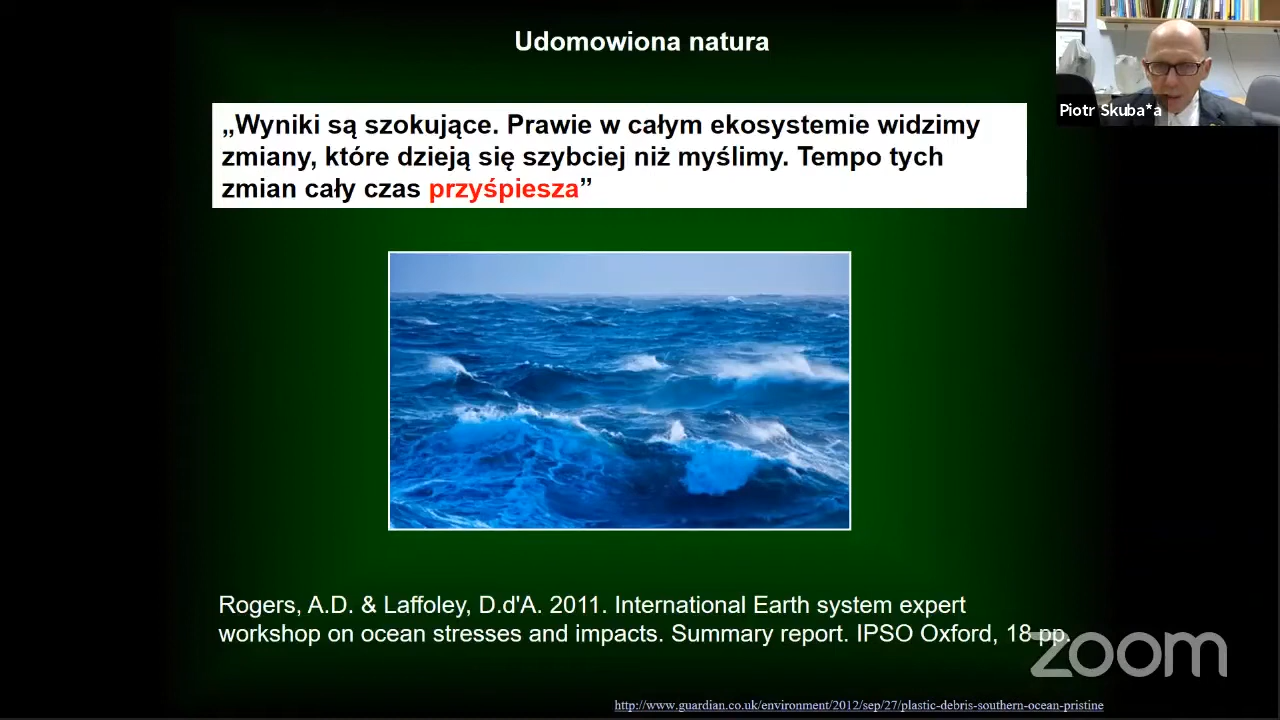 Udomowiona natura
Piotr Skuba*a
„Wyniki są szokujące. Prawie w całym ekosystemie widzimy
zmiany, które dzieją się szybciej niż myślimy. Tempo tych
zmian cały czas przyśpiesza”
Rogers, A.D. & Laffoley, D.d'A. 2011. International Earth system expert
workshop on ocean stresses and impacts. Summary report. IPSO Oxford, 18 pp.
zoom
http://www.guardian.co.uk/environment/2012/sep/27/plastic-debris-southern-ocean-pristine